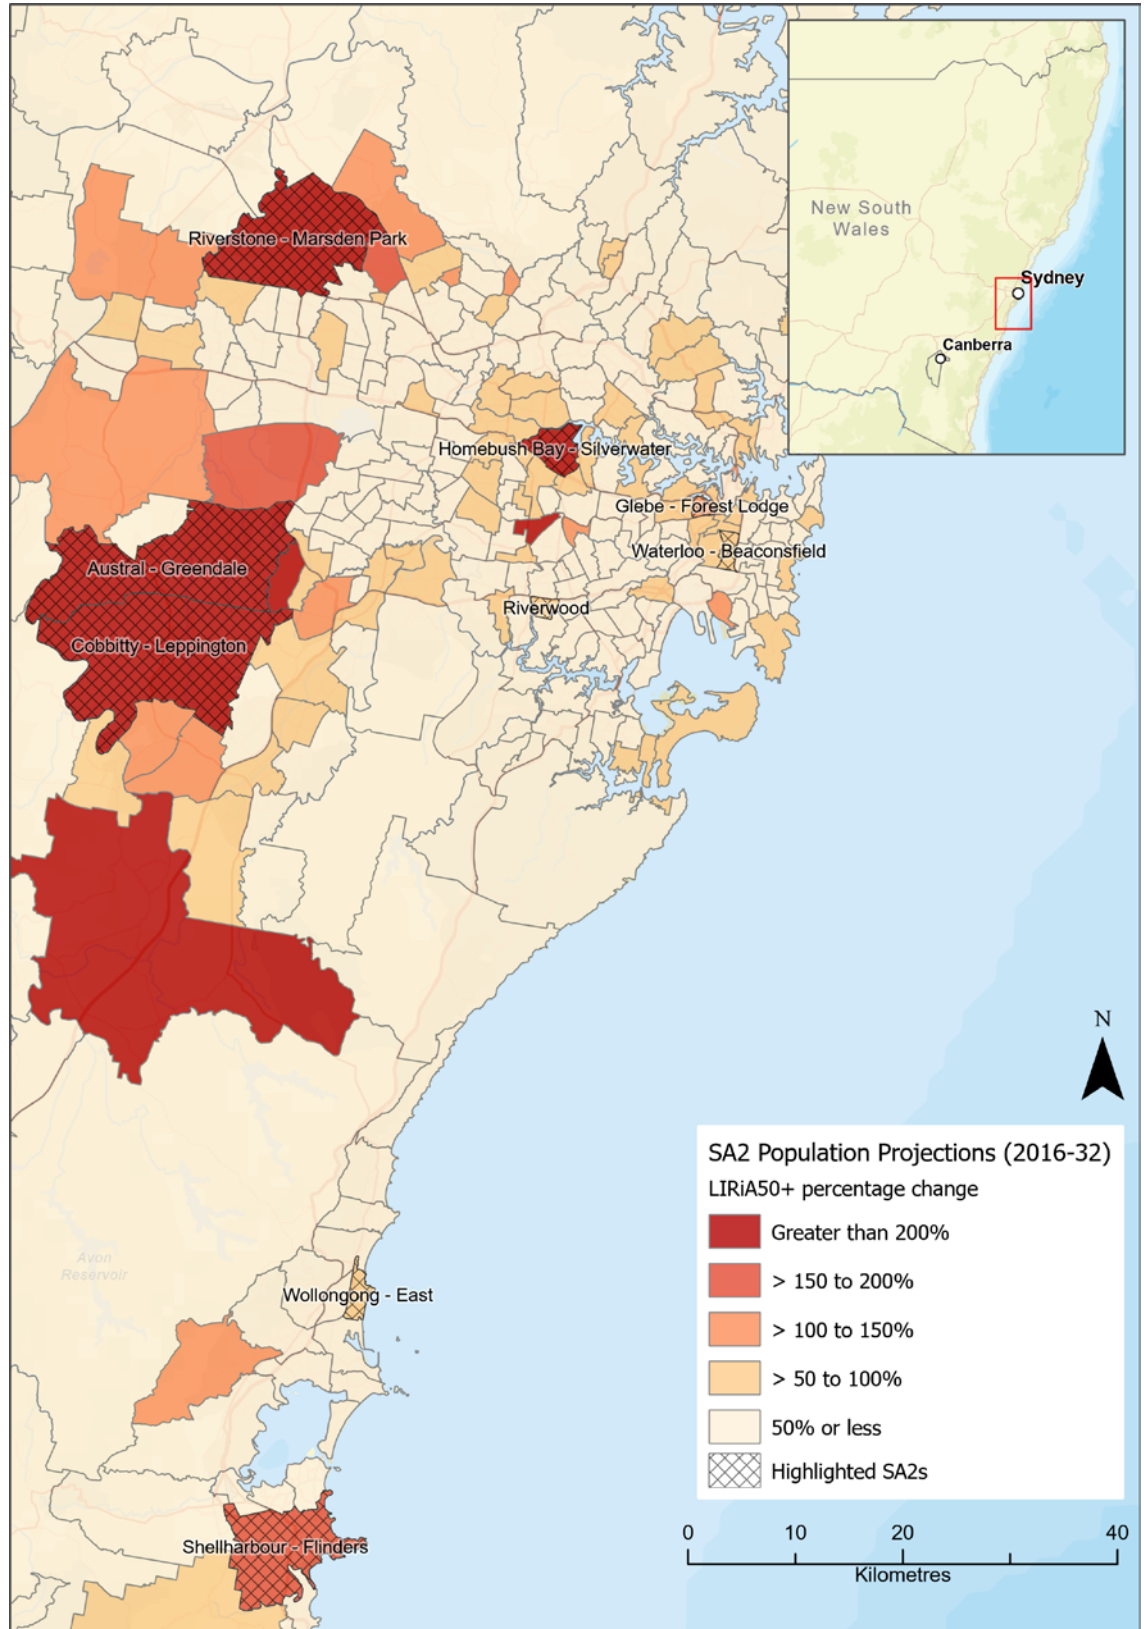 New South
Wales
Sydney
Canberra
Riverstone - Marsden Park
Homebush Bay - Silverwater
Glebe - Forest Lodge
Waterloo - Beaconsfield
Austral - Greendale
Riverwood
Cobbitty - Leppington
N
SA2 Population Projections (2016-32)
LIRiA50+ percentage change
Greater than 200%
> 150 to 200%
> 100 to 150%
> 50 to 100%
50% or less
Highlighted SA2s
Avon
Reservoir
Wollongong - East
Shellharbour - Flinders
0 10 20 40
Kilometres